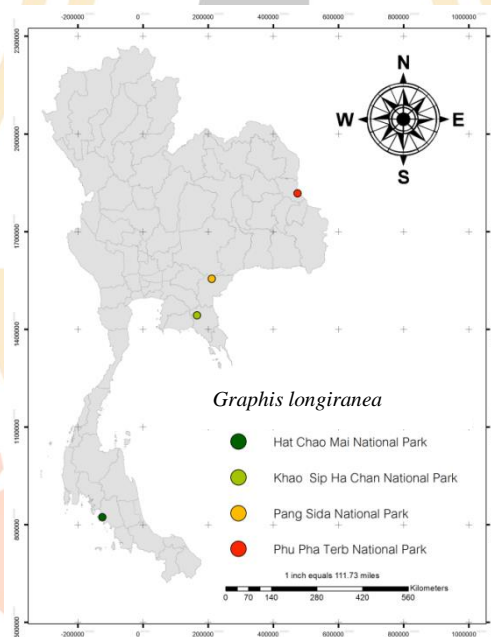 -200000 0 200000 400000 600000 800000 1000000
2300000
2000000
1700000
1400000
1100000
800000
500000
N
W E
S
Graphis longiranea
Hat Chao Mai National Park
Khao Sip Ha Chan National Park
Pang Sida National Park
Phu Pha Terb National Park
1 inch equals 111.73 miles
Kilometers
0 70 140 280 420 560
-200000 0 200000 400000 600000 800000 1000000